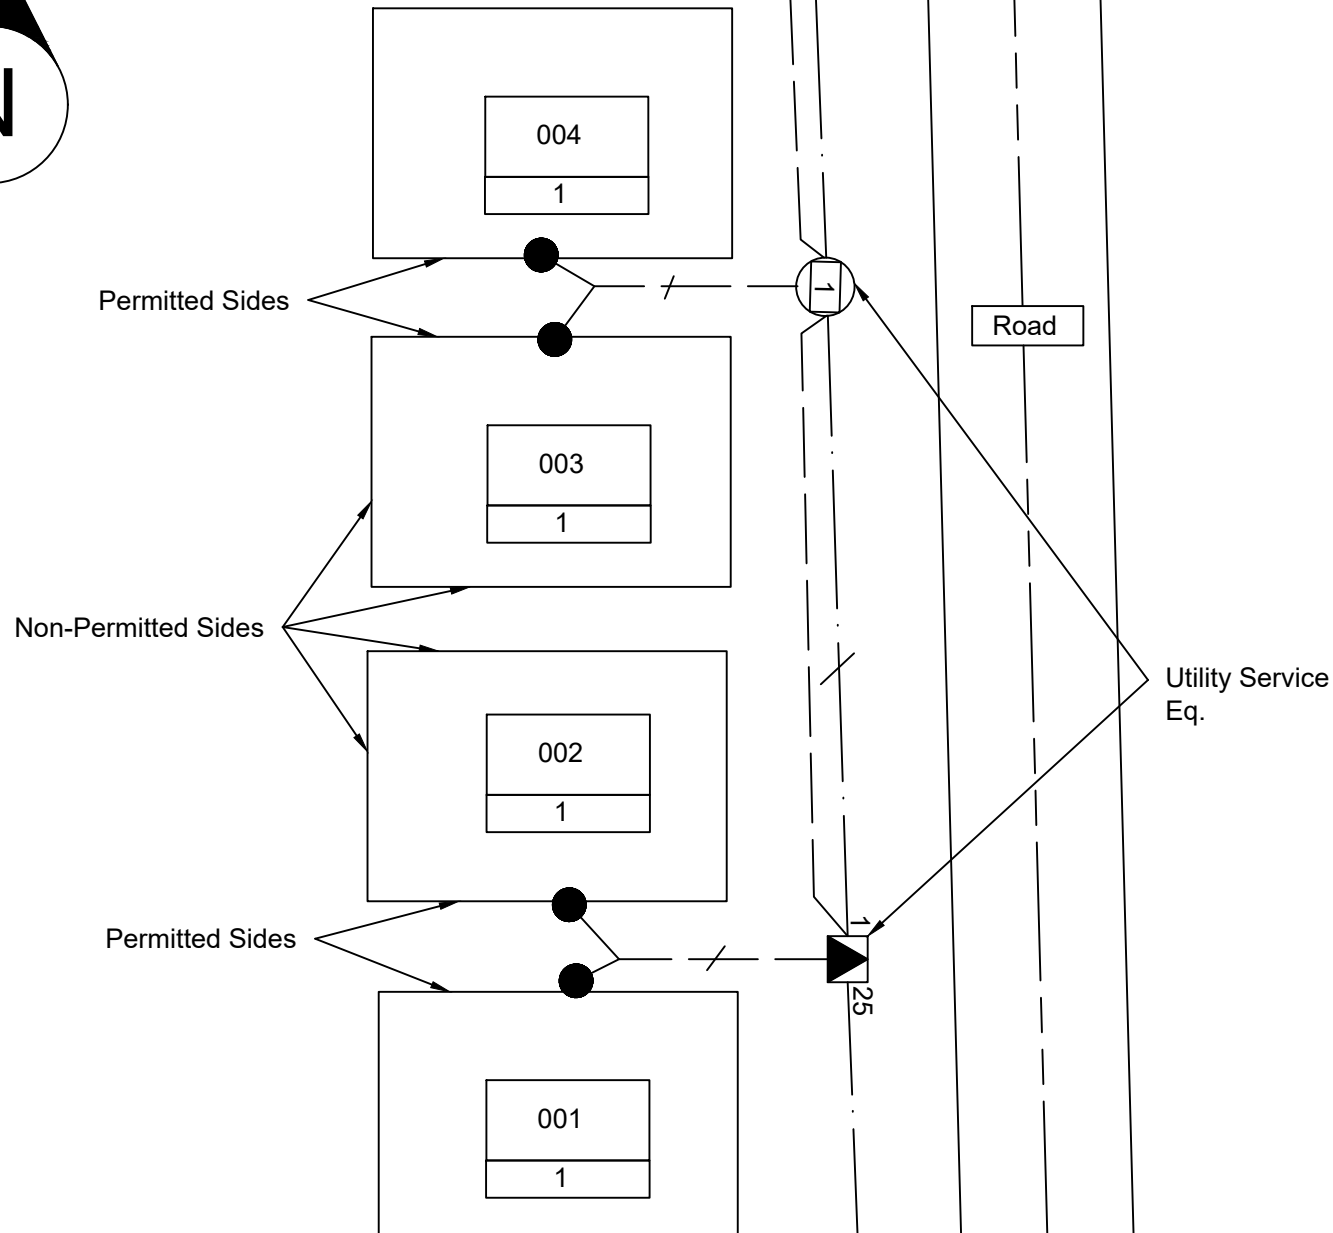 N
004
1
Permitted Sides
1
Road
003
1
Non-Permitted Sides
Utility Service
Eq.
002
1
1
Permitted Sides
25
001
1